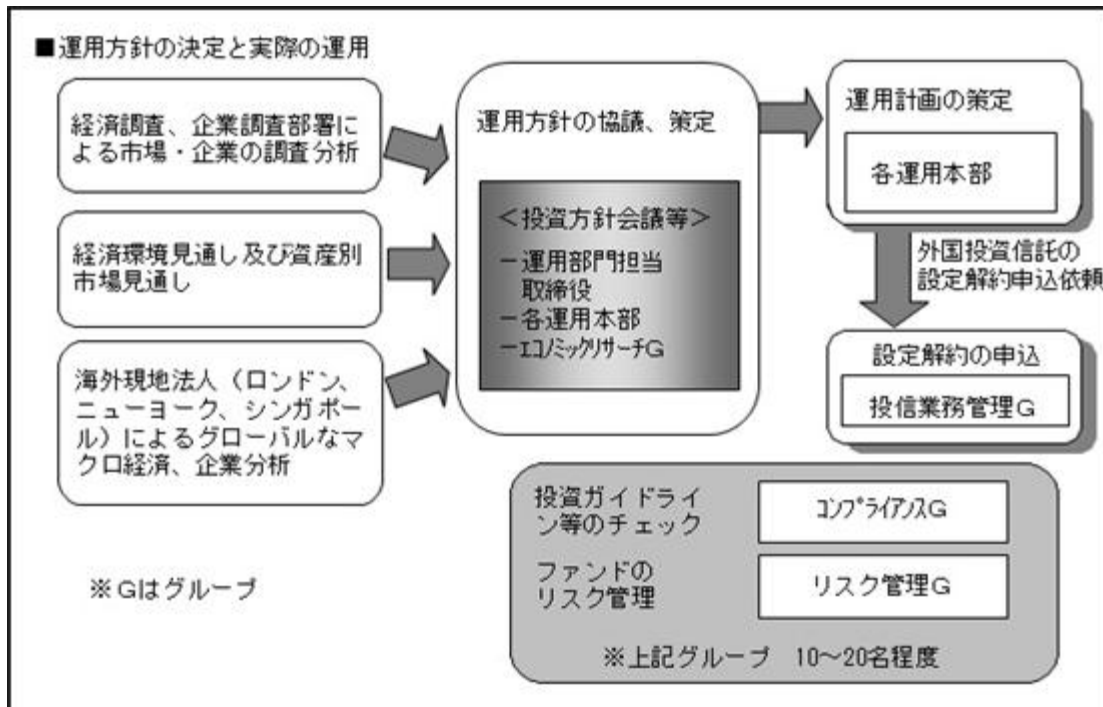 ■運用方針の決定と実際の運用
経済調査、企業調査部署に
よる市場・企業の調査分析
経済環境見通し及び資産別
市場見通し
海外現地法人（ロンドン、
ニューヨーク、シンガポー
ル）によるグローバルなマ
クロ経済、企業分析
※Gはグループ
運用方針の協議、策定
＜投資方針会議等＞
－運用部門担当
取締役
－各運用本部
－ｴｺﾉﾐｯｸﾘｻｰﾁG
運用計画の策定
各運用本部
外国投資信託の
設定解約申込依頼
設定解約の申込
投信業務管理G
投資ガイドライ
ン等のチェック
ｺﾝﾌﾟﾗｲｱﾝｽG
ファンドの
リスク管理
リスク管理G
※上記グループ　10～20名程度